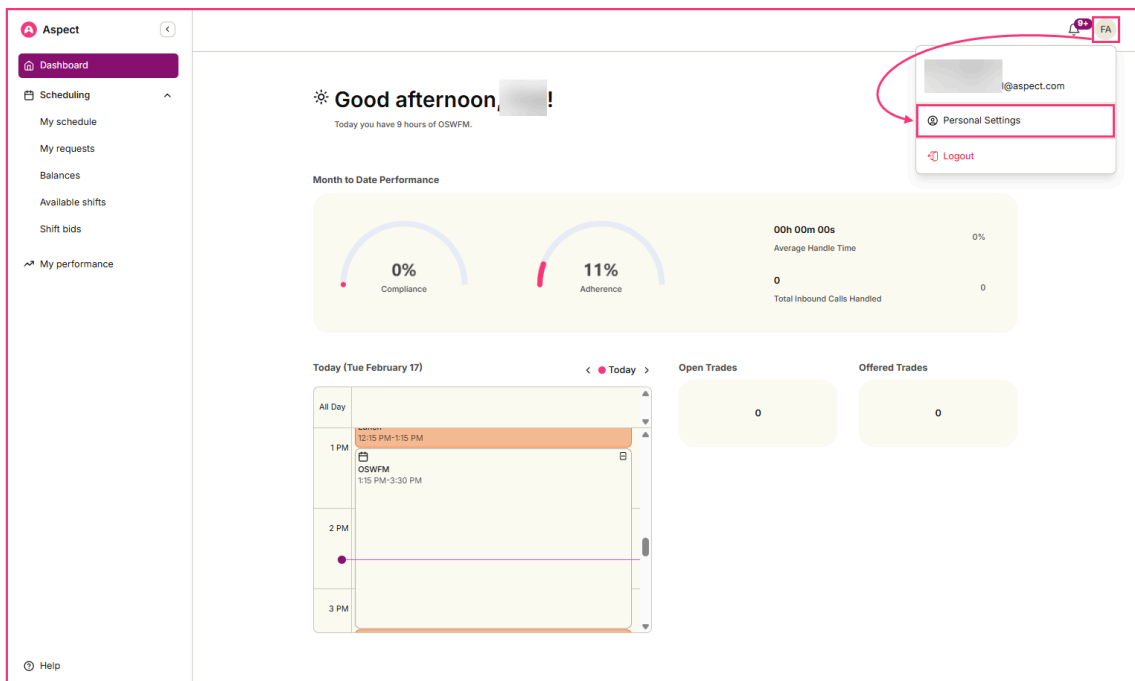 Aspect
Dashboard
Scheduling
My schedule
My requests
Balances
Available shifts
Shift bids
My performance
Help
9+
FA
l@aspect.com
Personal Settings
Logout
Good afternoon, !
Today you have 9 hours of OSWFM.
Month to Date Performance
0%
Compliance
11%
Adherence
00h 00m 00s
Average Handle Time
0%
0
Total Inbound Calls Handled
0
Today (Tue February 17)
Today
All Day
1 PM
2 PM
3 PM
Lunch
12:15 PM-1:15 PM
OSWFM
1:15 PM-3:30 PM
Open Trades
0
Offered Trades
0